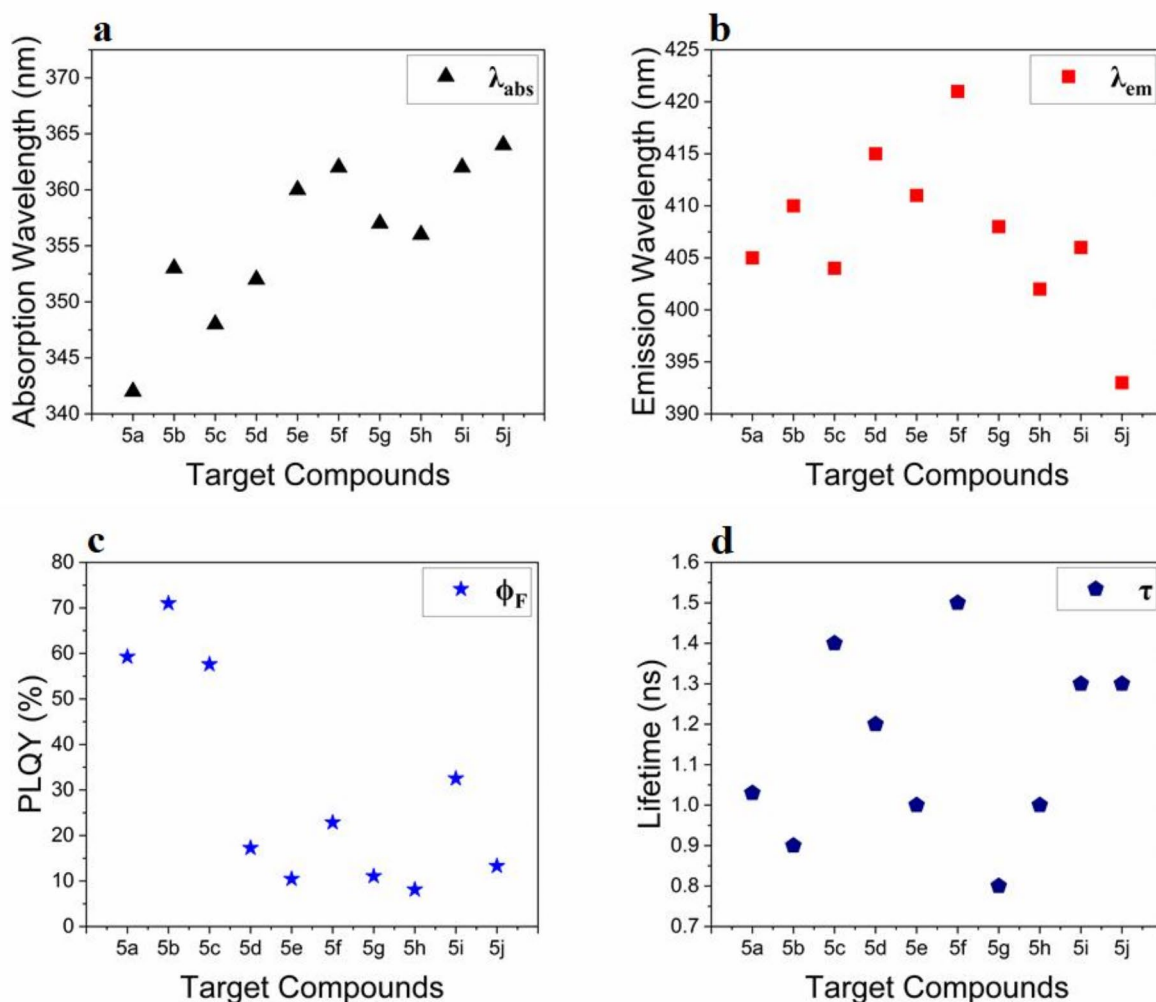 a
λabs
Absorption Wavelength (nm)
370
365
360
355
350
345
340
5a 5b 5c 5d 5e 5f 5g 5h 5i 5j
Target Compounds
b
λem
Emission Wavelength (nm)
425
420
415
410
405
400
395
390
5a 5b 5c 5d 5e 5f 5g 5h 5i 5j
Target Compounds
c
ϕF
PLQY (%)
80
70
60
50
40
30
20
10
0
5a 5b 5c 5d 5e 5f 5g 5h 5i 5j
Target Compounds
d
τ
Lifetime (ns)
1.6
1.5
1.4
1.3
1.2
1.1
1.0
0.9
0.8
0.7
5a 5b 5c 5d 5e 5f 5g 5h 5i 5j
Target Compounds